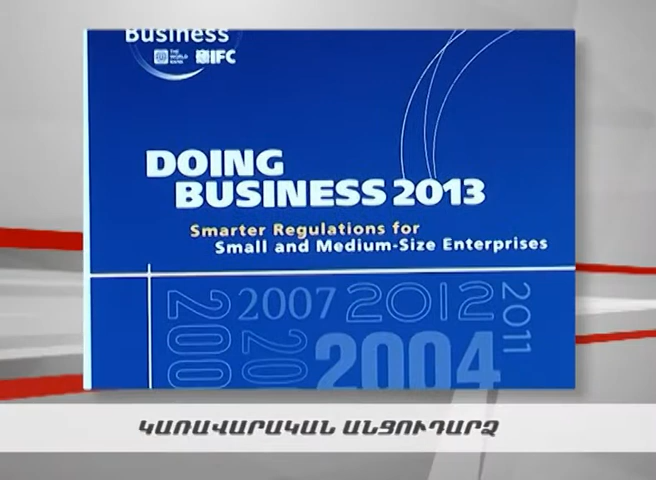 Business
THE WORLD BANK
IFC
DOING
BUSINESS 2013
Smarter Regulations for
Small and Medium-Size Enterprises
2007 2012
2011
2004
ԿԱՌԱՎԱՐԱԿԱՆ ԱՆՑՈՒԴԱՐՁ